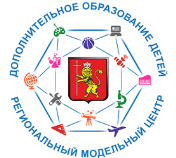 ДОПОЛНИТЕЛЬНОЕ ОБРАЗОВАНИЕ ДЕТЕЙ
РЕГИОНАЛЬНЫЙ МОДЕЛЬНЫЙ ЦЕНТР